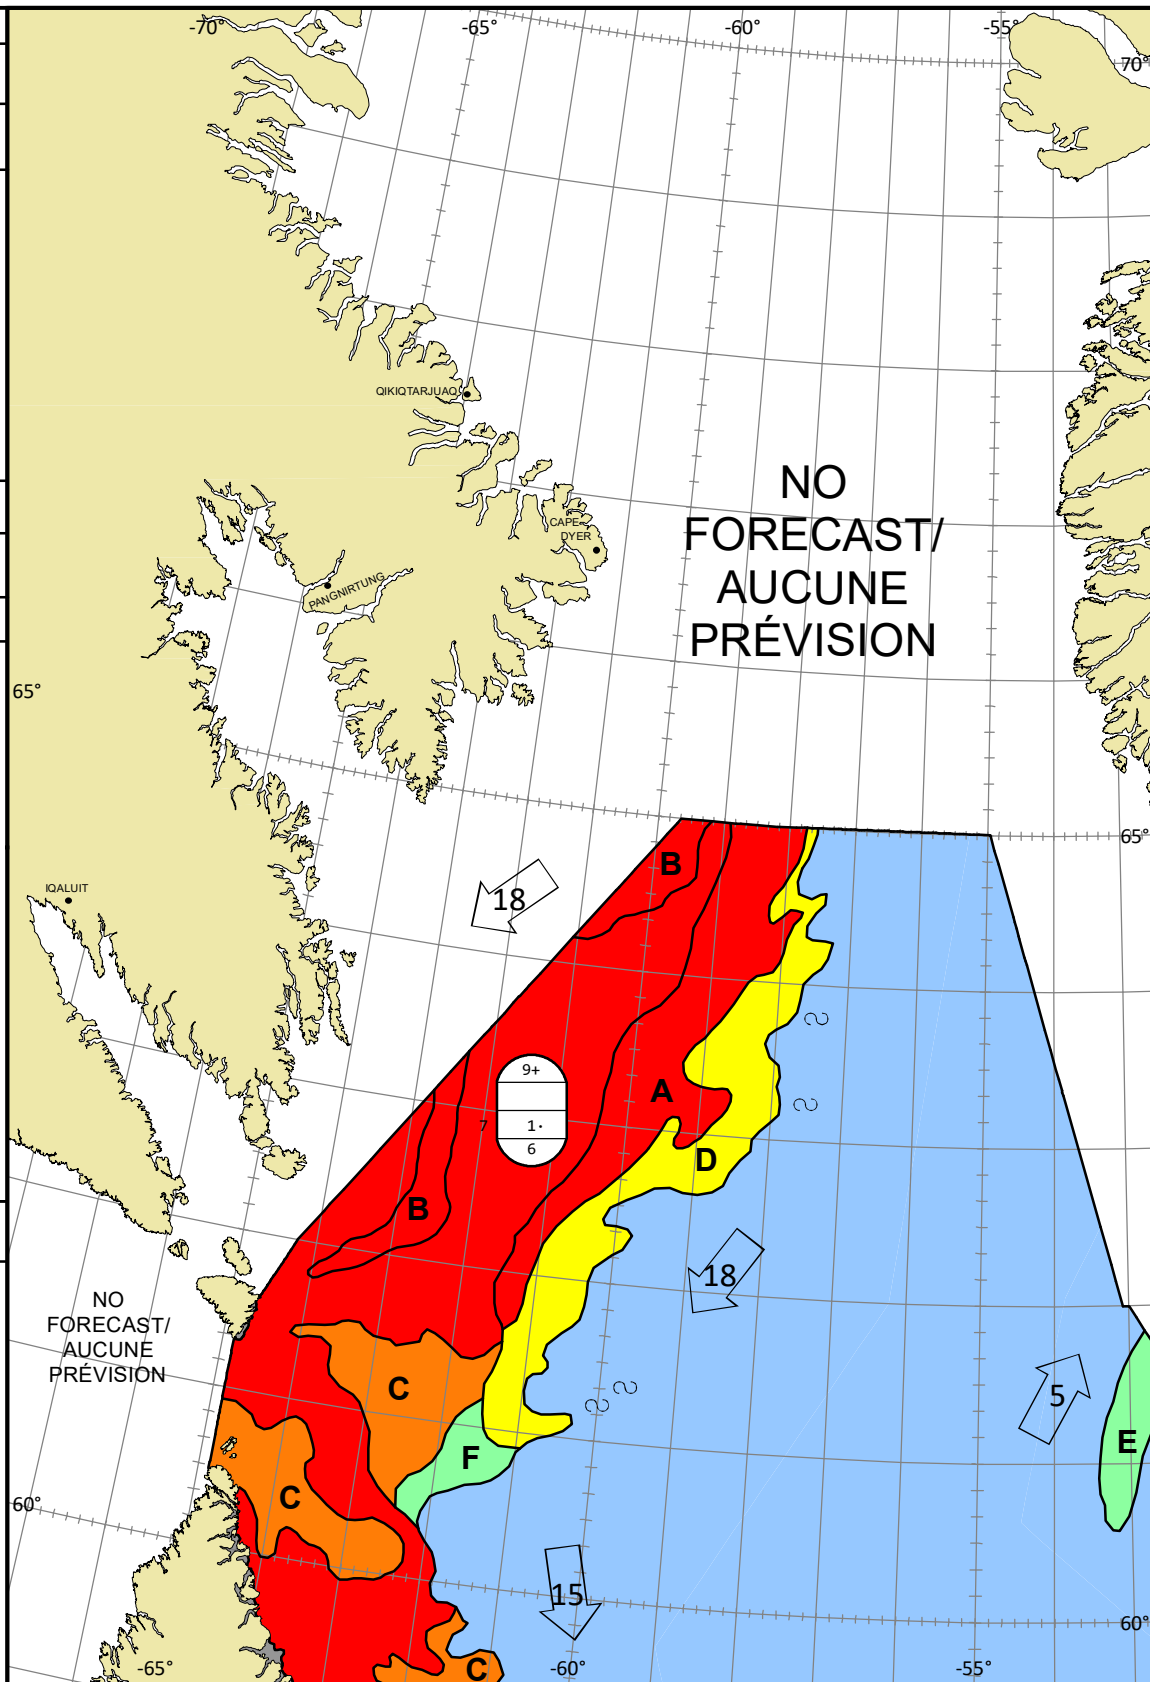 -70°
-65°
-60°
-55°
70°
QIKIQTARJUAQ
NO
FORECAST/
AUCUNE
PRÉVISION
CAPE
DYER
PANGNIRTUNG
65°
65°
B
18
IQALUIT
9+
7
1·
6
A
D
B
18
NO
FORECAST/
AUCUNE
PRÉVISION
C
5
F
E
C
60°
15
60°
-65°
C
-60°
-55°